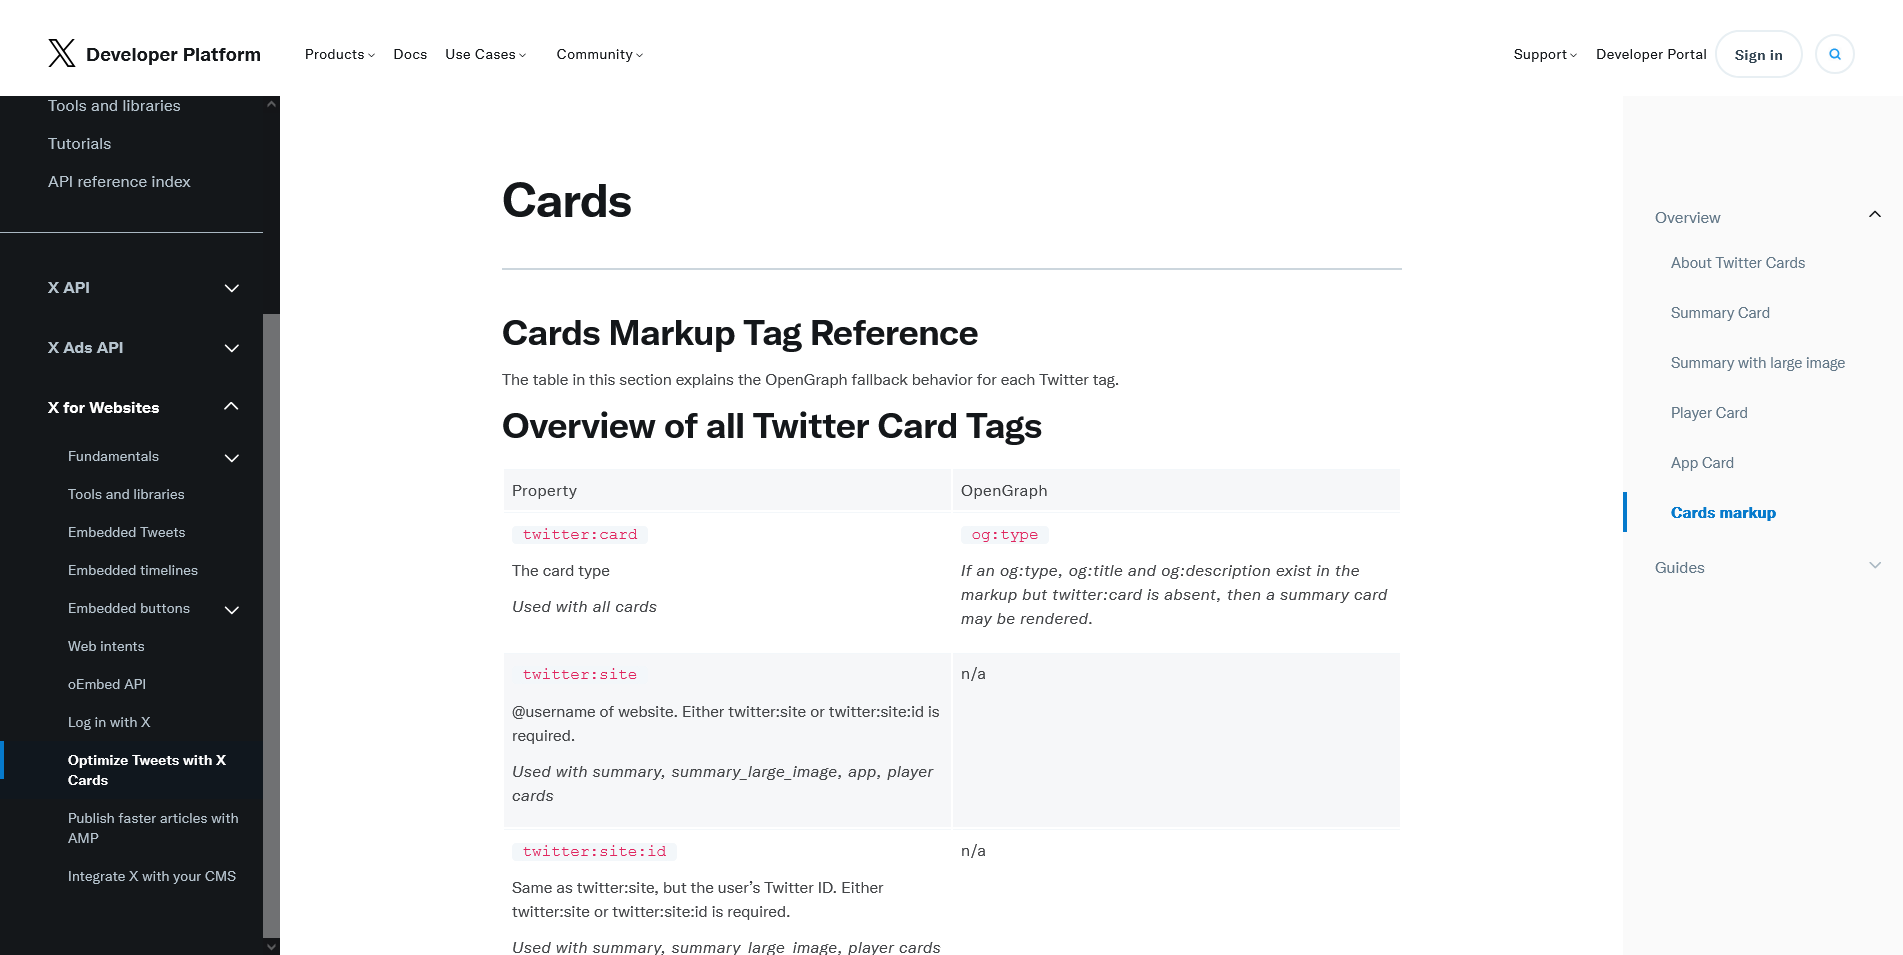 Developer Platform
Products
Docs
Use Cases
Community
Support
Developer Portal
Sign in
Tools and libraries
Tutorials
API reference index
X API
X Ads API
X for Websites
Fundamentals
Tools and libraries
Embedded Tweets
Embedded timelines
Embedded buttons
Web intents
oEmbed API
Log in with X
Optimize Tweets with X
Cards
Publish faster articles with
AMP
Integrate X with your CMS
Cards
Cards Markup Tag Reference
The table in this section explains the OpenGraph fallback behavior for each Twitter tag.
Overview of all Twitter Card Tags
Property
OpenGraph
twitter:card
The card type
Used with all cards
og:type
If an og:type, og:title and og:description exist in the
markup but twitter:card is absent, then a summary card
may be rendered.
twitter:site
@username of website. Either twitter:site or twitter:site:id is
required.
Used with summary, summary_large_image, app, player
cards
n/a
twitter:site:id
Same as twitter:site, but the user’s Twitter ID. Either
twitter:site or twitter:site:id is required.
Used with summary, summary_large_image, player cards
n/a
Overview
About Twitter Cards
Summary Card
Summary with large image
Player Card
App Card
Cards markup
Guides